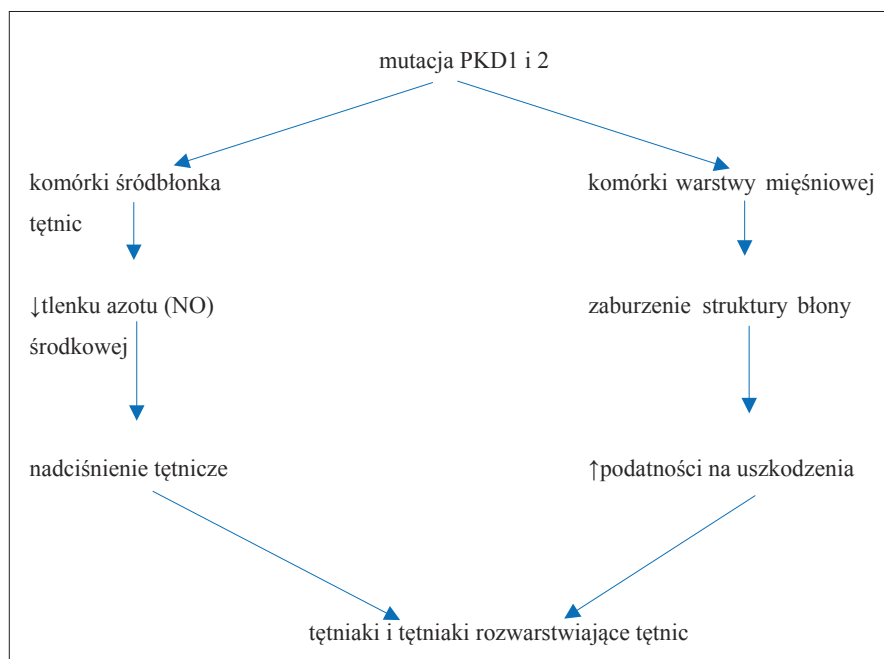 mutacja PKD1 i 2
komórki śródbłonka
tętnic
komórki warstwy mięśniowej
↓tlenku azotu (NO)
środkowej
zaburzenie struktury błony
nadciśnienie tętnicze
↑podatności na uszkodzenia
tętniaki i tętniaki rozwarstwiające tętnic